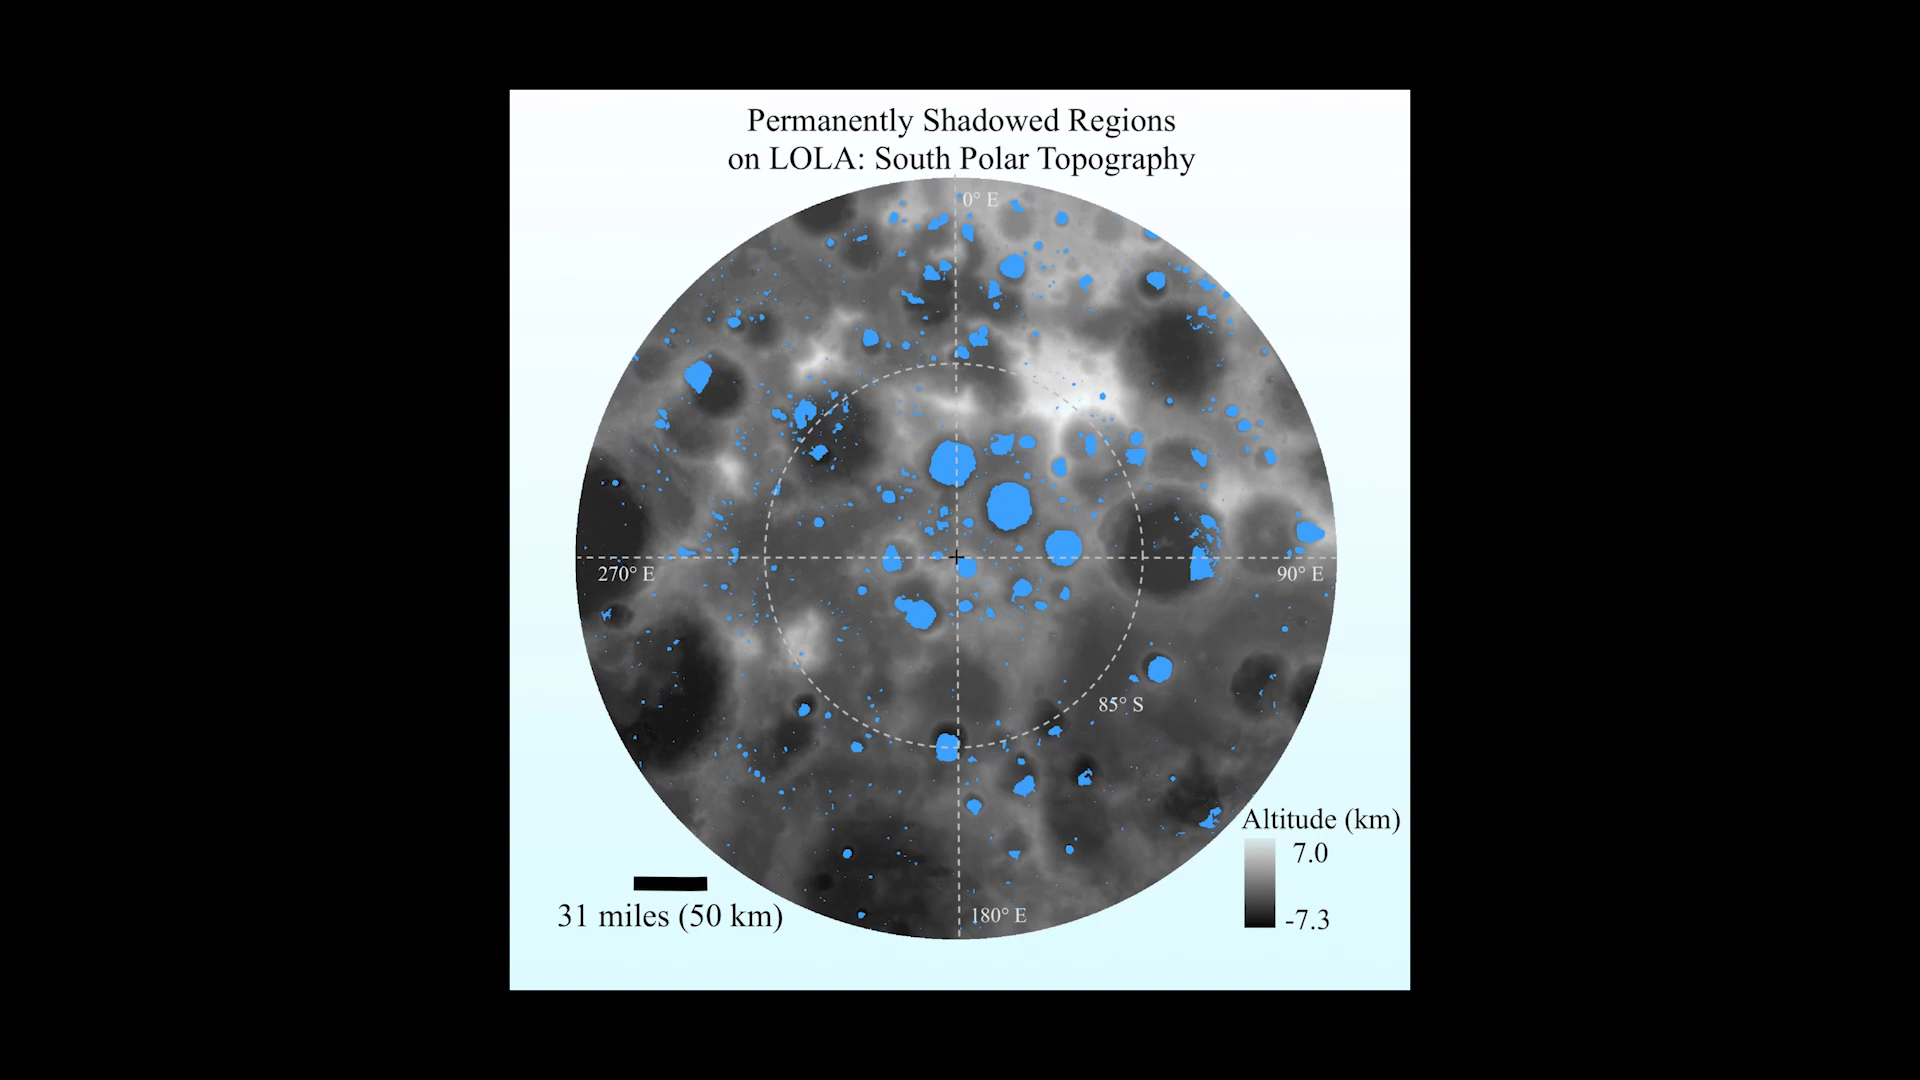 Permanently Shadowed Regions
on LOLA: South Polar Topography
0° E
270° E
90° E
85° S
Altitude (km)
7.0
-7.3
31 miles (50 km)
180° E